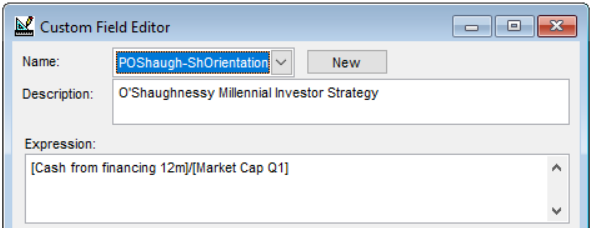 Custom Field Editor
Name: POShaugh-ShOrientation New
Description: O'Shaughnessy Millennial Investor Strategy
Expression:
[Cash from financing 12m]/[Market Cap Q1]